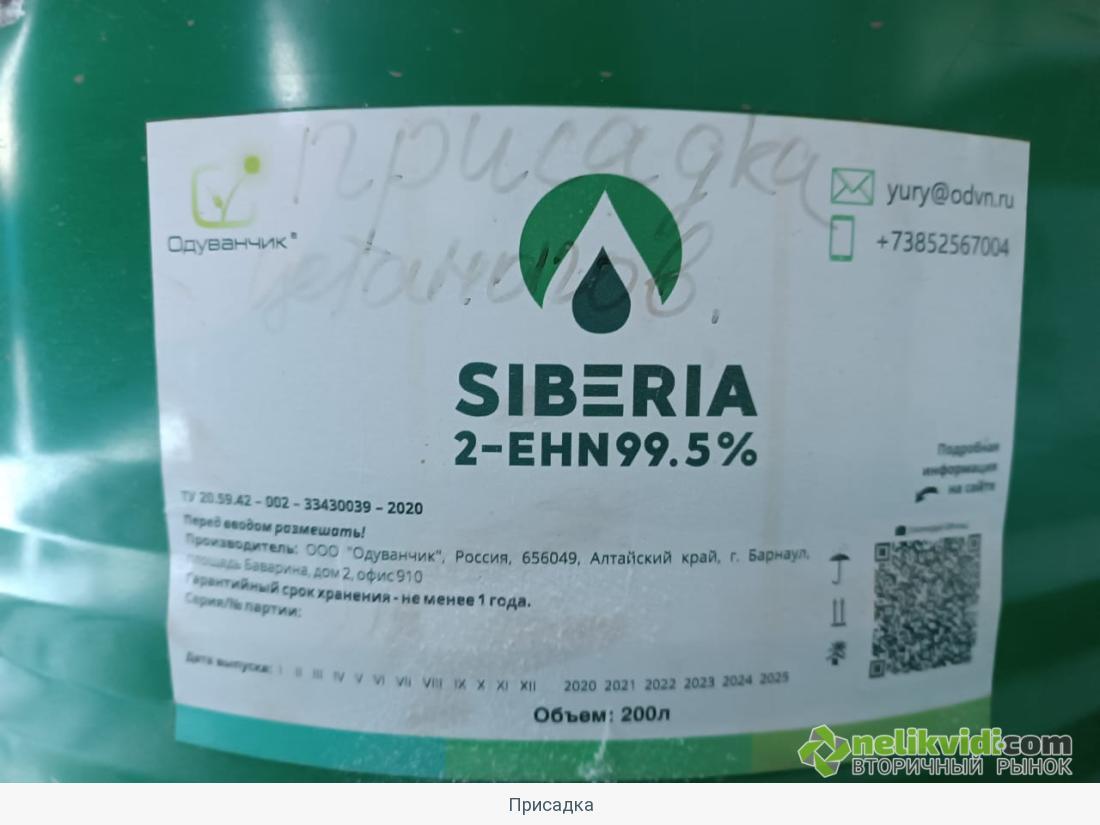 Присадка
цетаногов
Одуванчик®
yury@odvn.ru
+73852567004
SIBERIA
2-EHN99.5%
Подробная
информация
на сайте
ТУ 20.59.42 – 002 – 33430039 – 2020
Перед вводом размешать!
Производитель: ООО "Одуванчик", Россия, 656049, Алтайский край, г. Барнаул,
площадь Баварина, дом 2, офис 910
Гарантийный срок хранения - не менее 1 года.
Серия/№ партии:
Дата выпуска: I II III IV V VI VII VIII IX X XI XII 2020 2021 2022 2023 2024 2025
Объем: 200л
nelikvidi.com
ВТОРИЧНЫЙ РЫНОК
Присадка